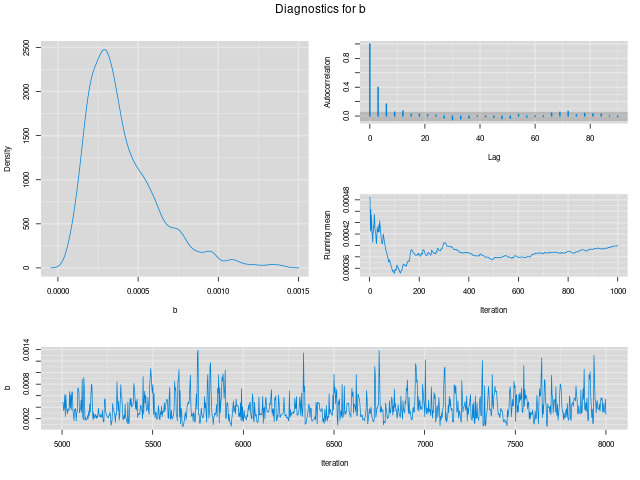 Diagnostics for b
Density
2500
2000
1500
1000
500
0
0.0000 0.0005 0.0010 0.0015
b
Autocorrelation
0.8
0.4
0.0
0 20 40 60 80
Lag
Running mean
0.00048
0.00042
0.00036
0 200 400 600 800 1000
Iteration
b
0.0014
0.0008
0.0002
5000 5500 6000 6500 7000 7500 8000
Iteration